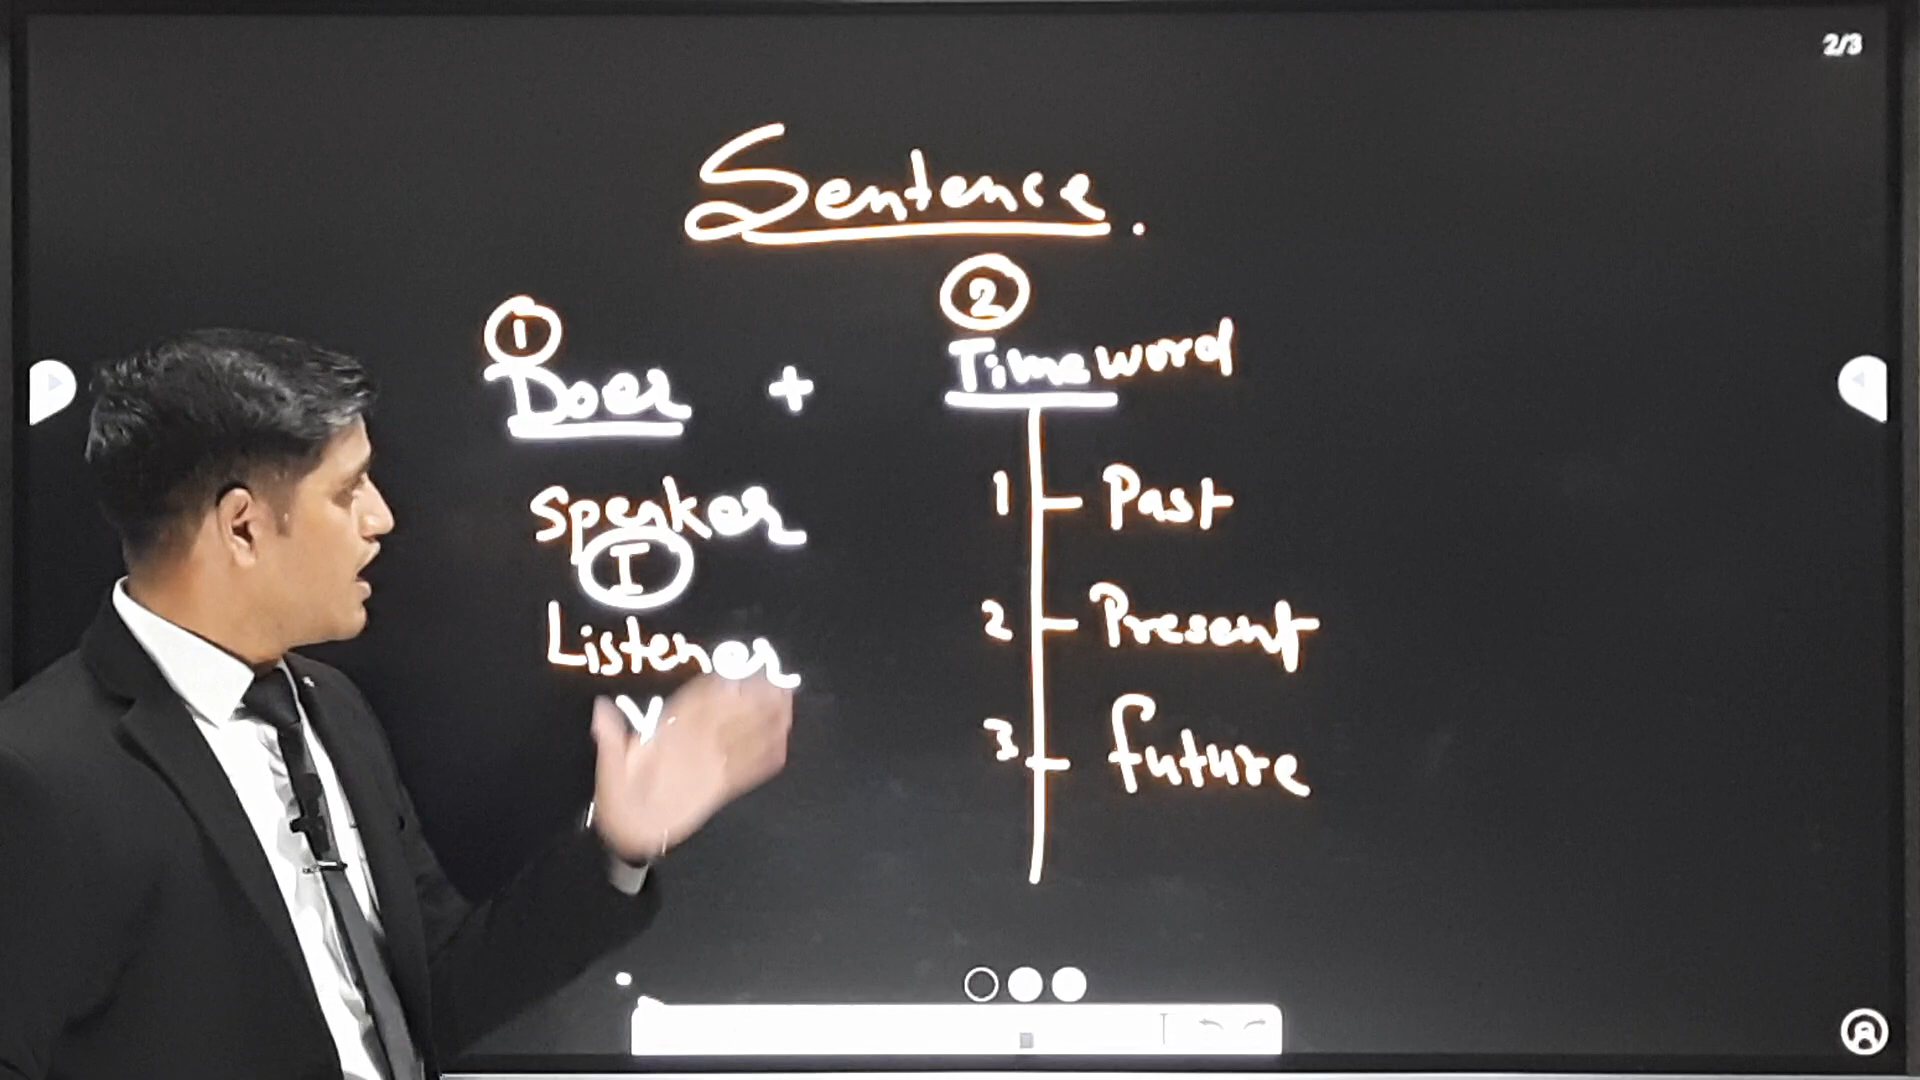 2/3
Sentence.
① ②
Doer + Timeword
Speaker
I
Listener
1 Past
2 Present
3 future